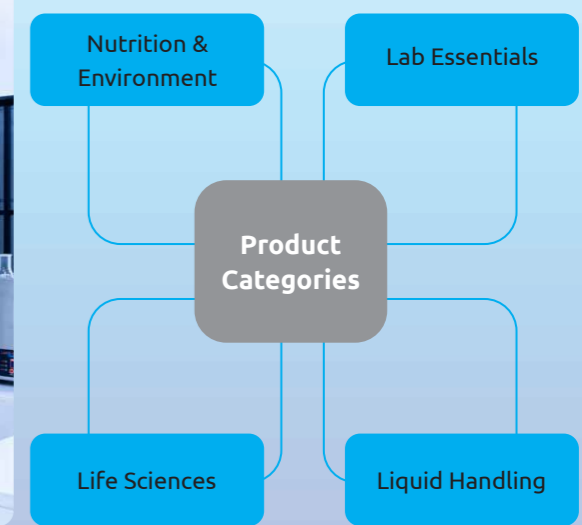 Nutrition &
Environment
Lab Essentials
Product
Categories
Life Sciences
Liquid Handling